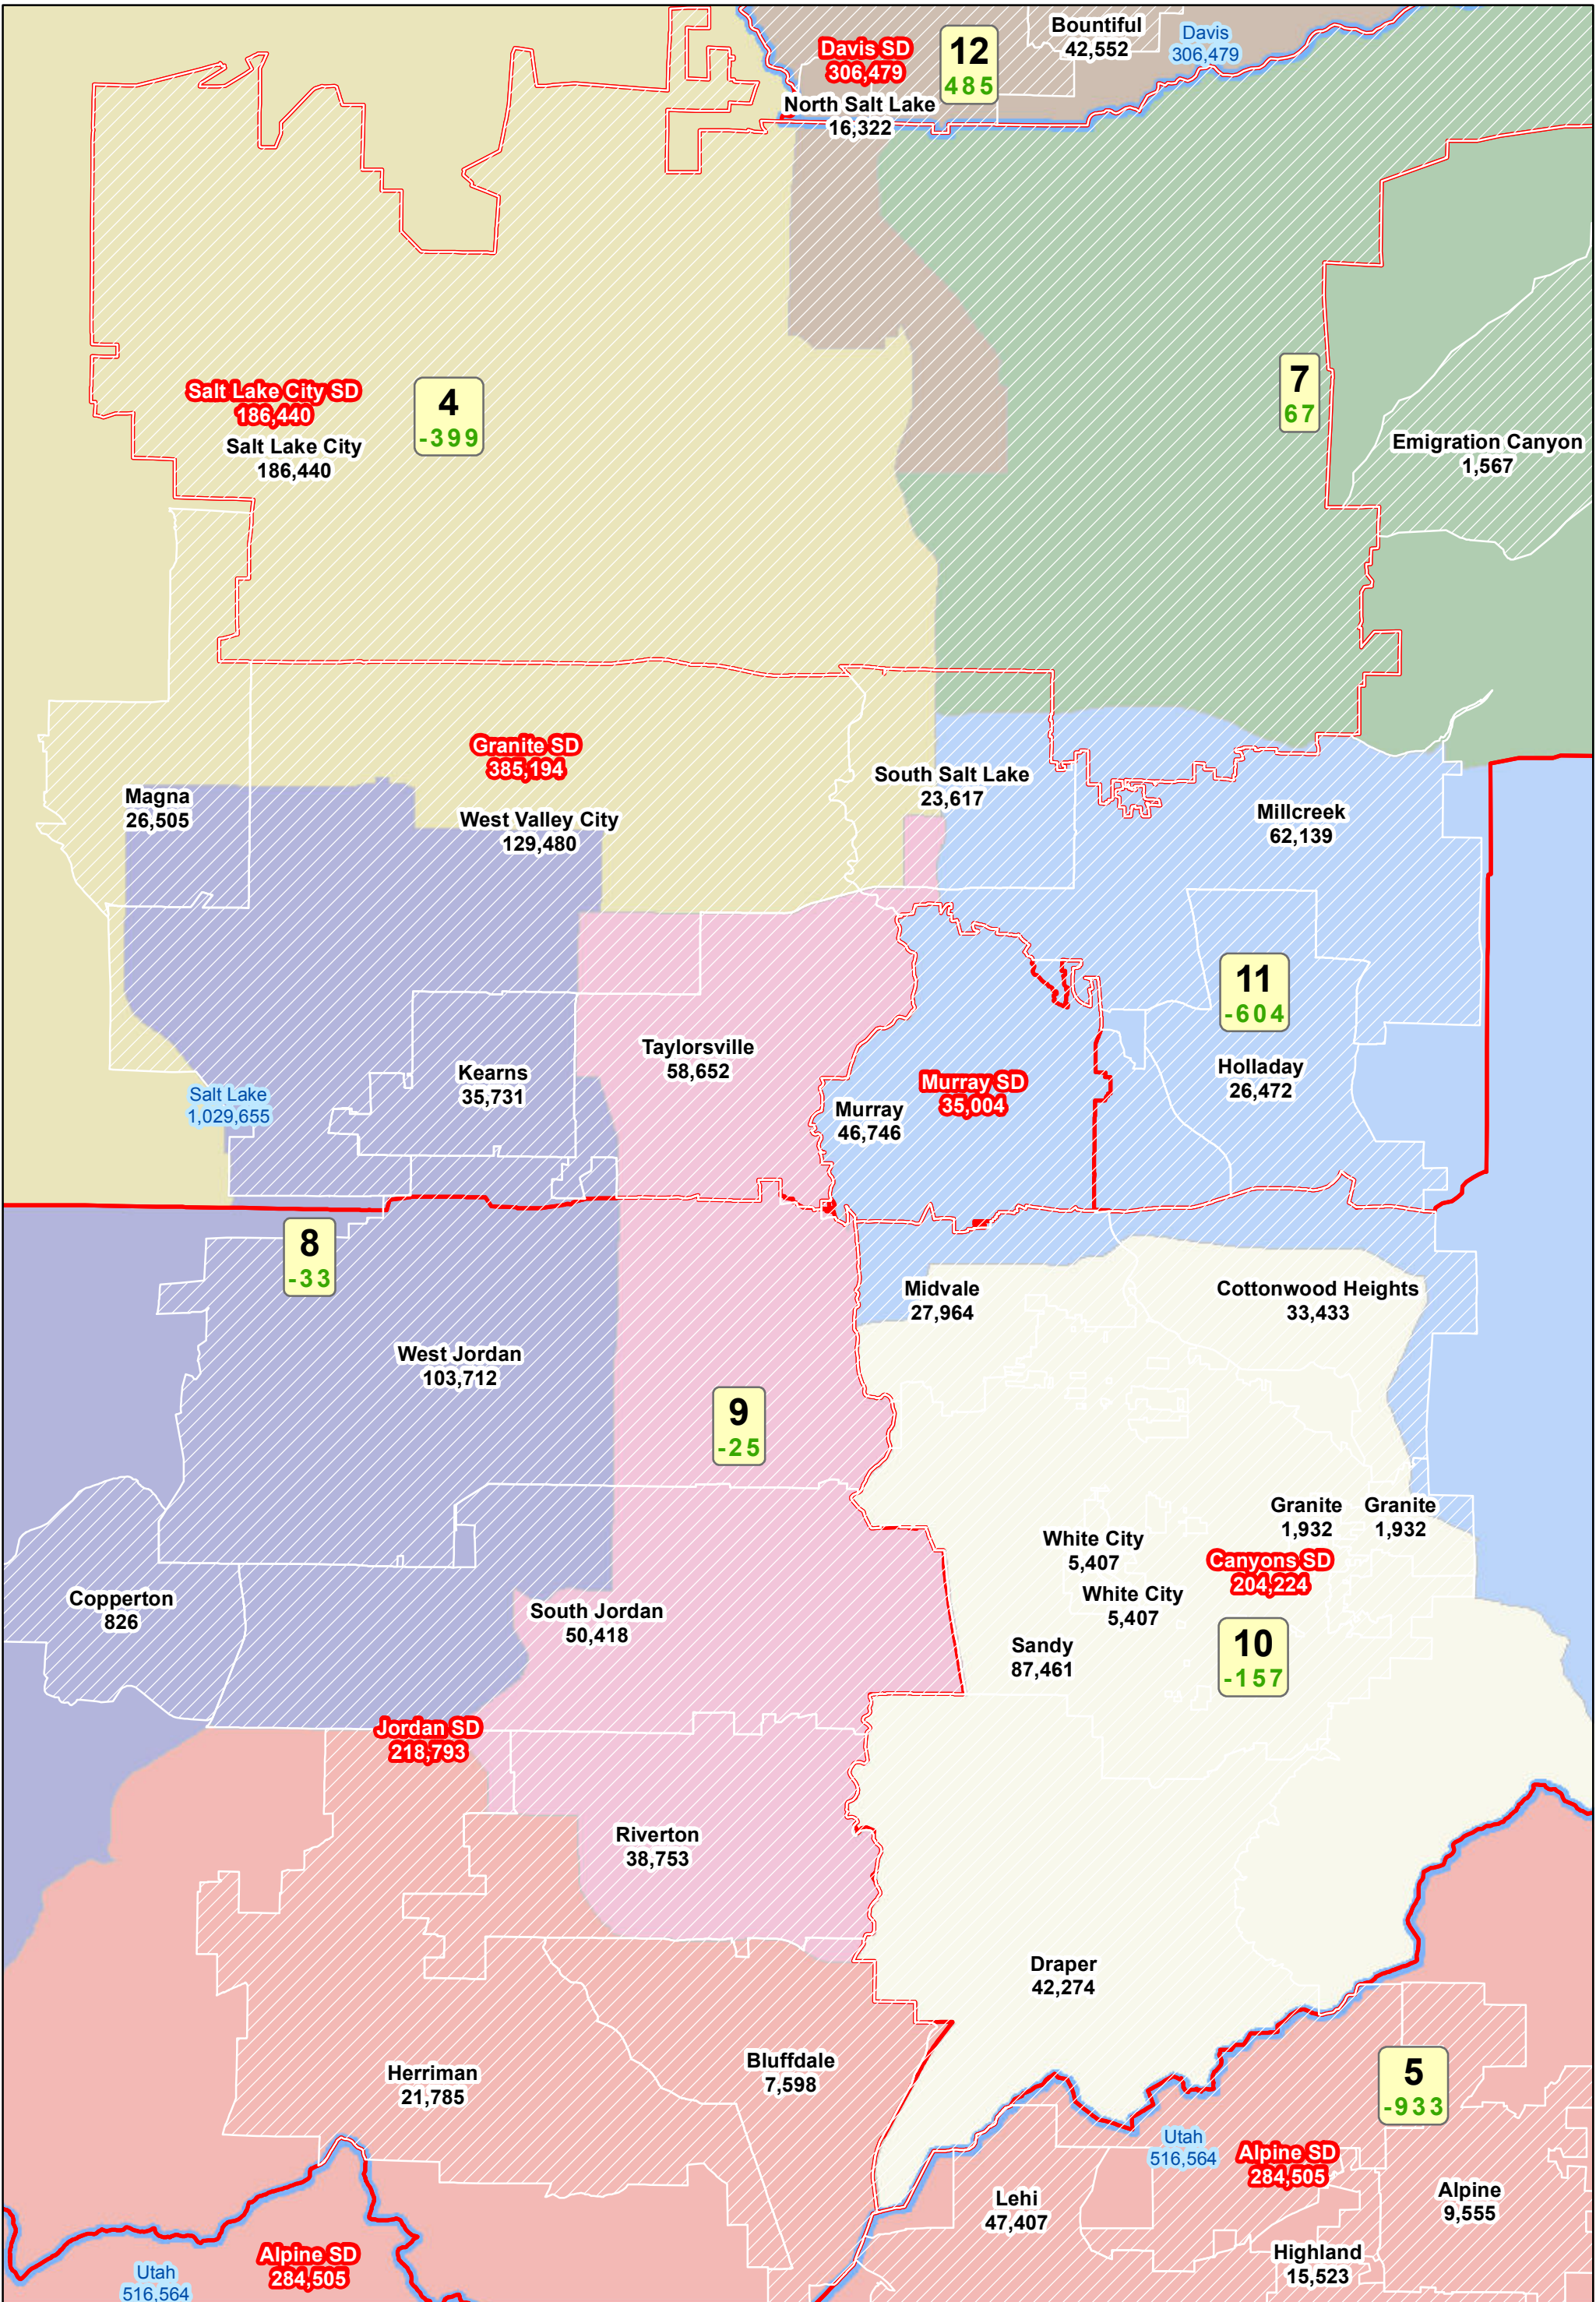 Bountiful
42,552
Davis
306,479
Davis SD
306,479
12
485
North Salt Lake
16,322
Salt Lake City SD
186,440
Salt Lake City
186,440
4
-399
7
67
Emigration Canyon
1,567
Granite SD
385,194
South Salt Lake
23,617
Magna
26,505
West Valley City
129,480
Millcreek
62,139
11
-604
Taylorsville
58,652
Kearns
35,731
Salt Lake
1,029,655
Murray SD
35,004
Murray
46,746
Holladay
26,472
8
-33
Midvale
27,964
Cottonwood Heights
33,433
West Jordan
103,712
9
-25
Granite
1,932
Granite
1,932
White City
5,407
Canyons SD
204,224
White City
5,407
Copperton
826
South Jordan
50,418
Sandy
87,461
10
-157
Jordan SD
218,793
Riverton
38,753
Draper
42,274
Herriman
21,785
Bluffdale
7,598
5
-933
Utah
516,564
Alpine SD
284,505
Lehi
47,407
Alpine
9,555
Highland
15,523
Alpine SD
284,505
Utah
516,564